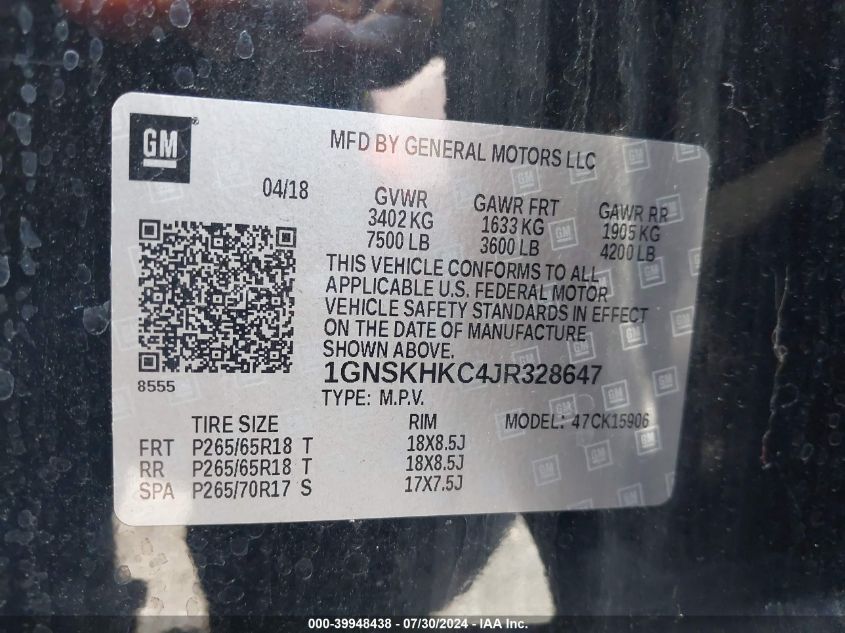 GM
MFD BY GENERAL MOTORS LLC
04/18
GVWR
3402 KG
7500 LB
GAWR FRT
1633 KG
3600 LB
GAWR RR
1905 KG
4200 LB
THIS VEHICLE CONFORMS TO ALL
APPLICABLE U.S. FEDERAL MOTOR
VEHICLE SAFETY STANDARDS IN EFFECT
ON THE DATE OF MANUFACTURE
SHOWN ABOVE.
8555
1GNSKHKC4JR328647
TYPE: M.P.V.
TIRE SIZE RIM MODEL: 47CK15906
FRT P265/65R18 T 18X8.5J
RR P265/65R18 T 18X8.5J
SPA P265/70R17 S 17X7.5J
000-39948438 - 07/30/2024 - IAA Inc.